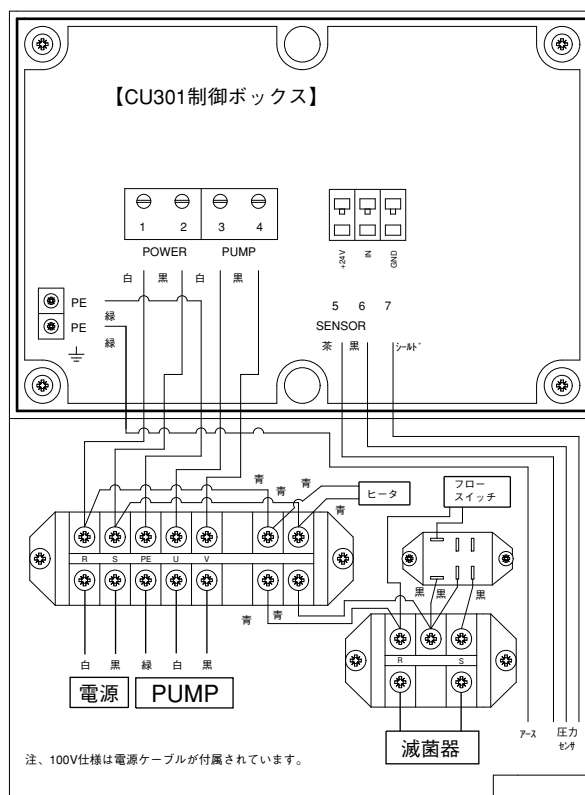 【CU301制御ボックス】
1 2 3 4
POWER PUMP
+24V IN GND
白 黒 白 黒
PE
緑
PE
緑
5 6 7
SENSOR
茶 黒 シールド
青 青 青 青
ヒータ
フロー
スイッチ
R S PE U V
黒 黒 黒
青 青
R S
白 黒 緑 白 黒
電源 PUMP
滅菌器
アース 圧力
センサ
注、100V仕様は電源ケーブルが付属されています。